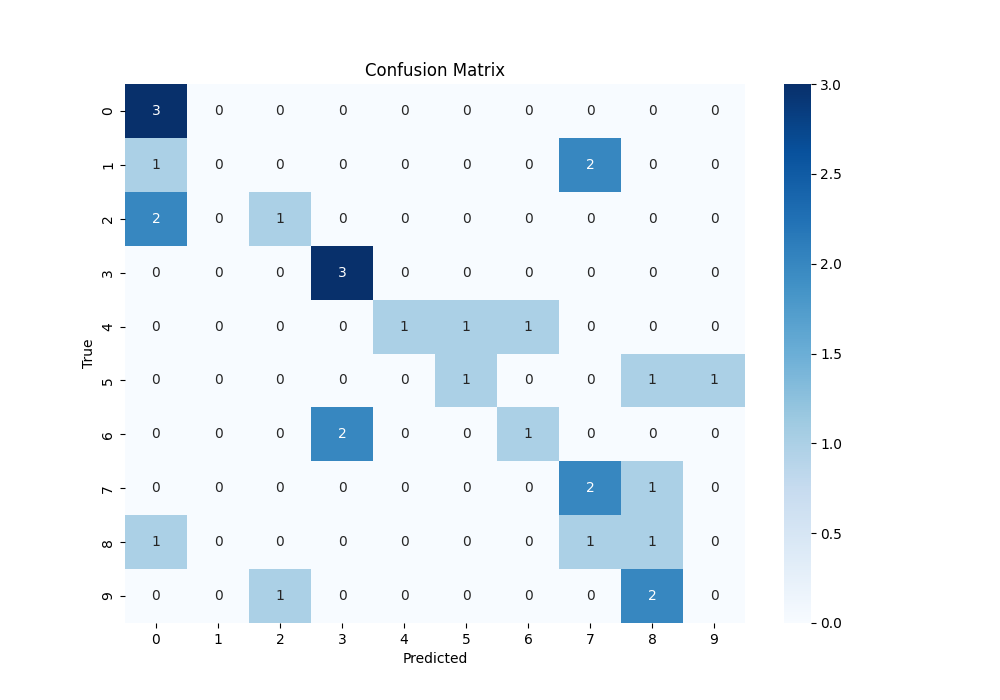 Confusion Matrix
0 3 0 0 0 0 0 0 0 0 0 3.0
1 1 0 0 0 0 0 0 2 0 0 2.5
2 2 0 1 0 0 0 0 0 0 0 2.0
3 0 0 0 3 0 0 0 0 0 0
4 0 0 0 0 1 1 1 0 0 0 1.5
True
5 0 0 0 0 0 1 0 0 1 1
6 0 0 0 2 0 0 1 0 0 0 1.0
7 0 0 0 0 0 0 0 2 1 0
8 1 0 0 0 0 0 0 1 1 0 0.5
9 0 0 1 0 0 0 0 0 2 0 0.0
0 1 2 3 4 5 6 7 8 9
Predicted